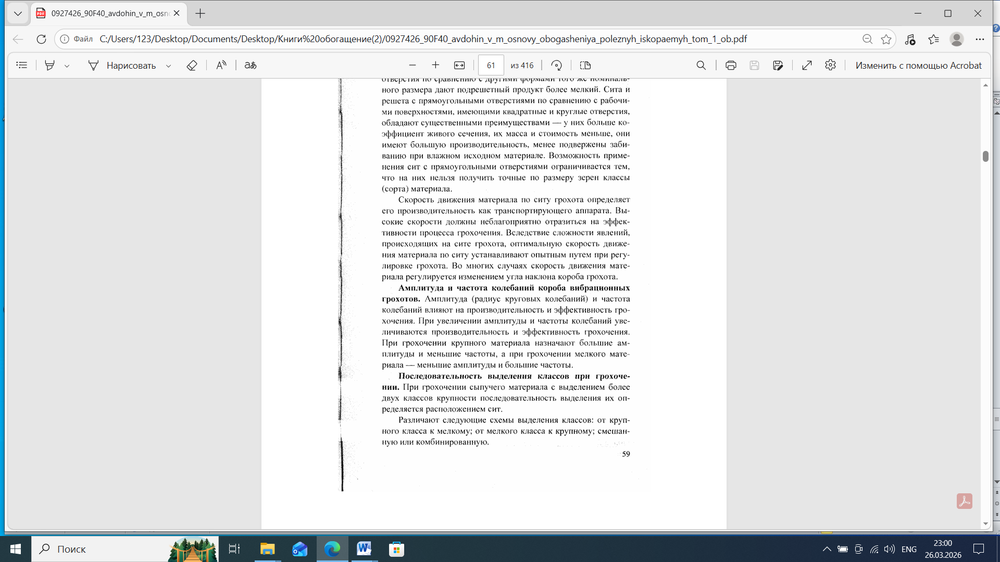 0927426_90F40_avdohin_v_m_osno
Файл
C:/Users/123/Desktop/Documents/Desktop/Книги%20обогащение(2)/0927426_90F40_avdohin_v_m_osnovy_obogasheniya_poleznyh_iskopaemyh_tom_1_ob.pdf
Нарисовать
aあ
61 из 416
Изменить с помощью Acrobat
отверстия по сравнению с другими формами того же номиналь-
ного размера дают подрешетный продукт более мелкий. Сита и
решета с прямоугольными отверстиями по сравнению с рабочи-
ми поверхностями, имеющими квадратные и круглые отверстия,
обладают существенными преимуществами — у них больше ко-
эффициент живого сечения, их масса и стоимость меньше, они
имеют большую производительность, менее подвержены заби-
ванию при влажном исходном материале. Возможность приме-
нения сит с прямоугольными отверстиями ограничивается тем,
что на них нельзя получить точные по размеру зерен классы
(сорта) материала.
Скорость движения материала по ситу грохота определяет
его производительность как транспортирующего аппарата. Вы-
сокие скорости должны неблагоприятно отразиться на эффек-
тивности процесса грохочения. Вследствие сложности явлений,
происходящих на сите грохота, оптимальную скорость движе-
ния материала по ситу устанавливают опытным путем при регу-
лировке грохота. Во многих случаях скорость движения мате-
риала регулируется изменением угла наклона короба грохота.
Амплитуда и частота колебаний короба вибрационных
грохотов. Амплитуда (радиус круговых колебаний) и частота
колебаний влияют на производительность и эффективность гро-
хочения. При увеличении амплитуды и частоты колебаний уве-
личиваются производительность и эффективность грохочения.
При грохочении крупного материала назначают большие ам-
плитуды и меньшие частоты, а при грохочении мелкого мате-
риала — меньшие амплитуды и большие частоты.
Последовательность выделения классов при грохоче-
нии. При грохочении сыпучего материала с выделением более
двух классов крупности последовательность выделения их оп-
ределяется расположением сит.
Различают следующие схемы выделения классов: от круп-
ного класса к мелкому; от мелкого класса к крупному; смешан-
ную или комбинированную.
59
Поиск
ENG
23:00
26.03.2026